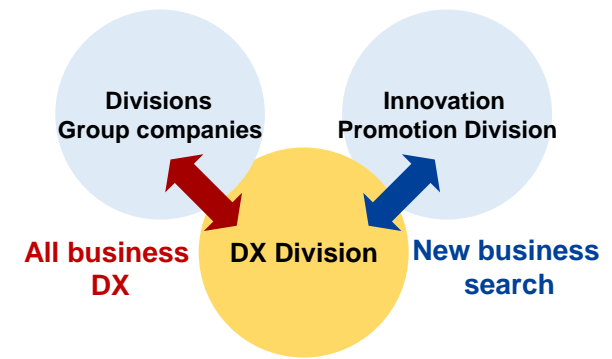 Divisions
Group companies
Innovation
Promotion Division
All business
DX
DX Division
New business
search